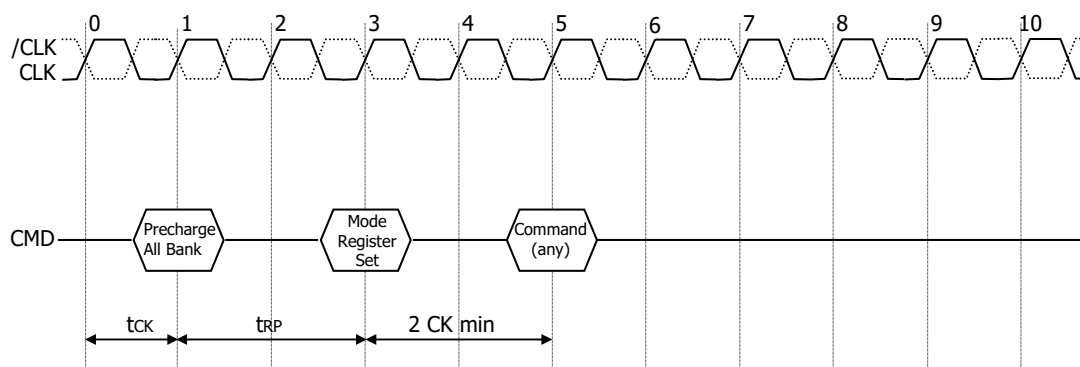 0 1 2 3 4 5 6 7 8 9 10
/CLK
CLK
CMD
Precharge
All Bank
Mode
Register
Set
Command
(any)
tCK
tRP
2 CK min